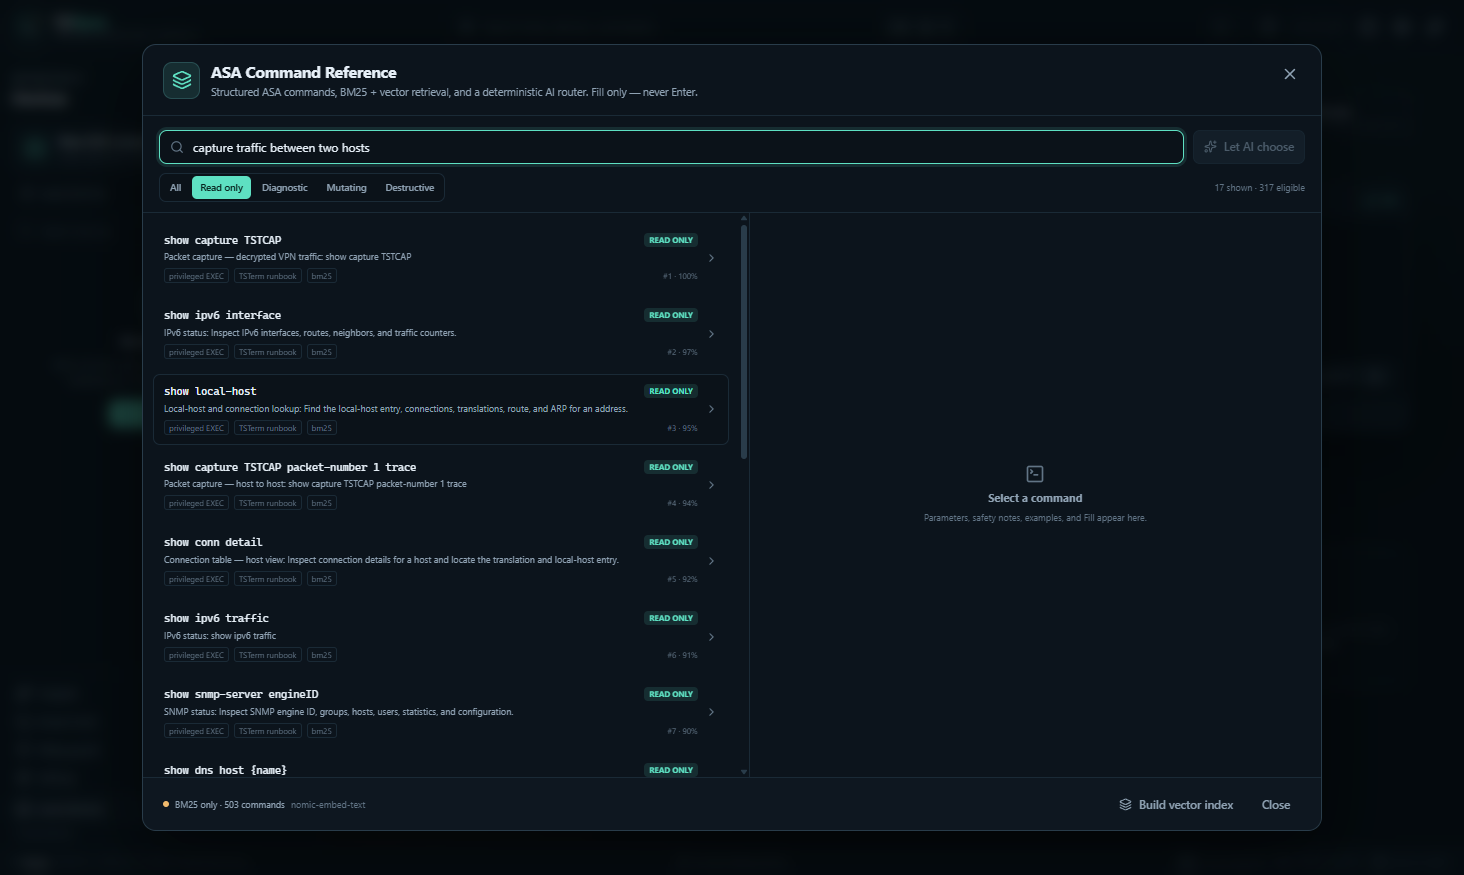 ASA Command Reference
Structured ASA commands, BM25 + vector retrieval, and a deterministic AI router. Fill only — never Enter.
capture traffic between two hosts
Let AI choose
All Read only Diagnostic Mutating Destructive
17 shown · 317 eligible
show capture TSTCAP READ ONLY
Packet capture — decrypted VPN traffic: show capture TSTCAP
privileged EXEC TSTerm runbook bm25 #1 · 100%
show ipv6 interface READ ONLY
IPv6 status: Inspect IPv6 interfaces, routes, neighbors, and traffic counters.
privileged EXEC TSTerm runbook bm25 #2 · 97%
show local-host READ ONLY
Local-host and connection lookup: Find the local-host entry, connections, translations, route, and ARP for an address.
privileged EXEC TSTerm runbook bm25 #3 · 95%
show capture TSTCAP packet-number 1 trace READ ONLY
Packet capture — host to host: show capture TSTCAP packet-number 1 trace
privileged EXEC TSTerm runbook bm25 #4 · 94%
show conn detail READ ONLY
Connection table — host view: Inspect connection details for a host and locate the translation and local-host entry.
privileged EXEC TSTerm runbook bm25 #5 · 92%
show ipv6 traffic READ ONLY
IPv6 status: show ipv6 traffic
privileged EXEC TSTerm runbook bm25 #6 · 91%
show snmp-server engineID READ ONLY
SNMP status: Inspect SNMP engine ID, groups, hosts, users, statistics, and configuration.
privileged EXEC TSTerm runbook bm25 #7 · 90%
show dns host {name} READ ONLY
Select a command
Parameters, safety notes, examples, and Fill appear here.
BM25 only · 503 commands nomic-embed-text
Build vector index
Close